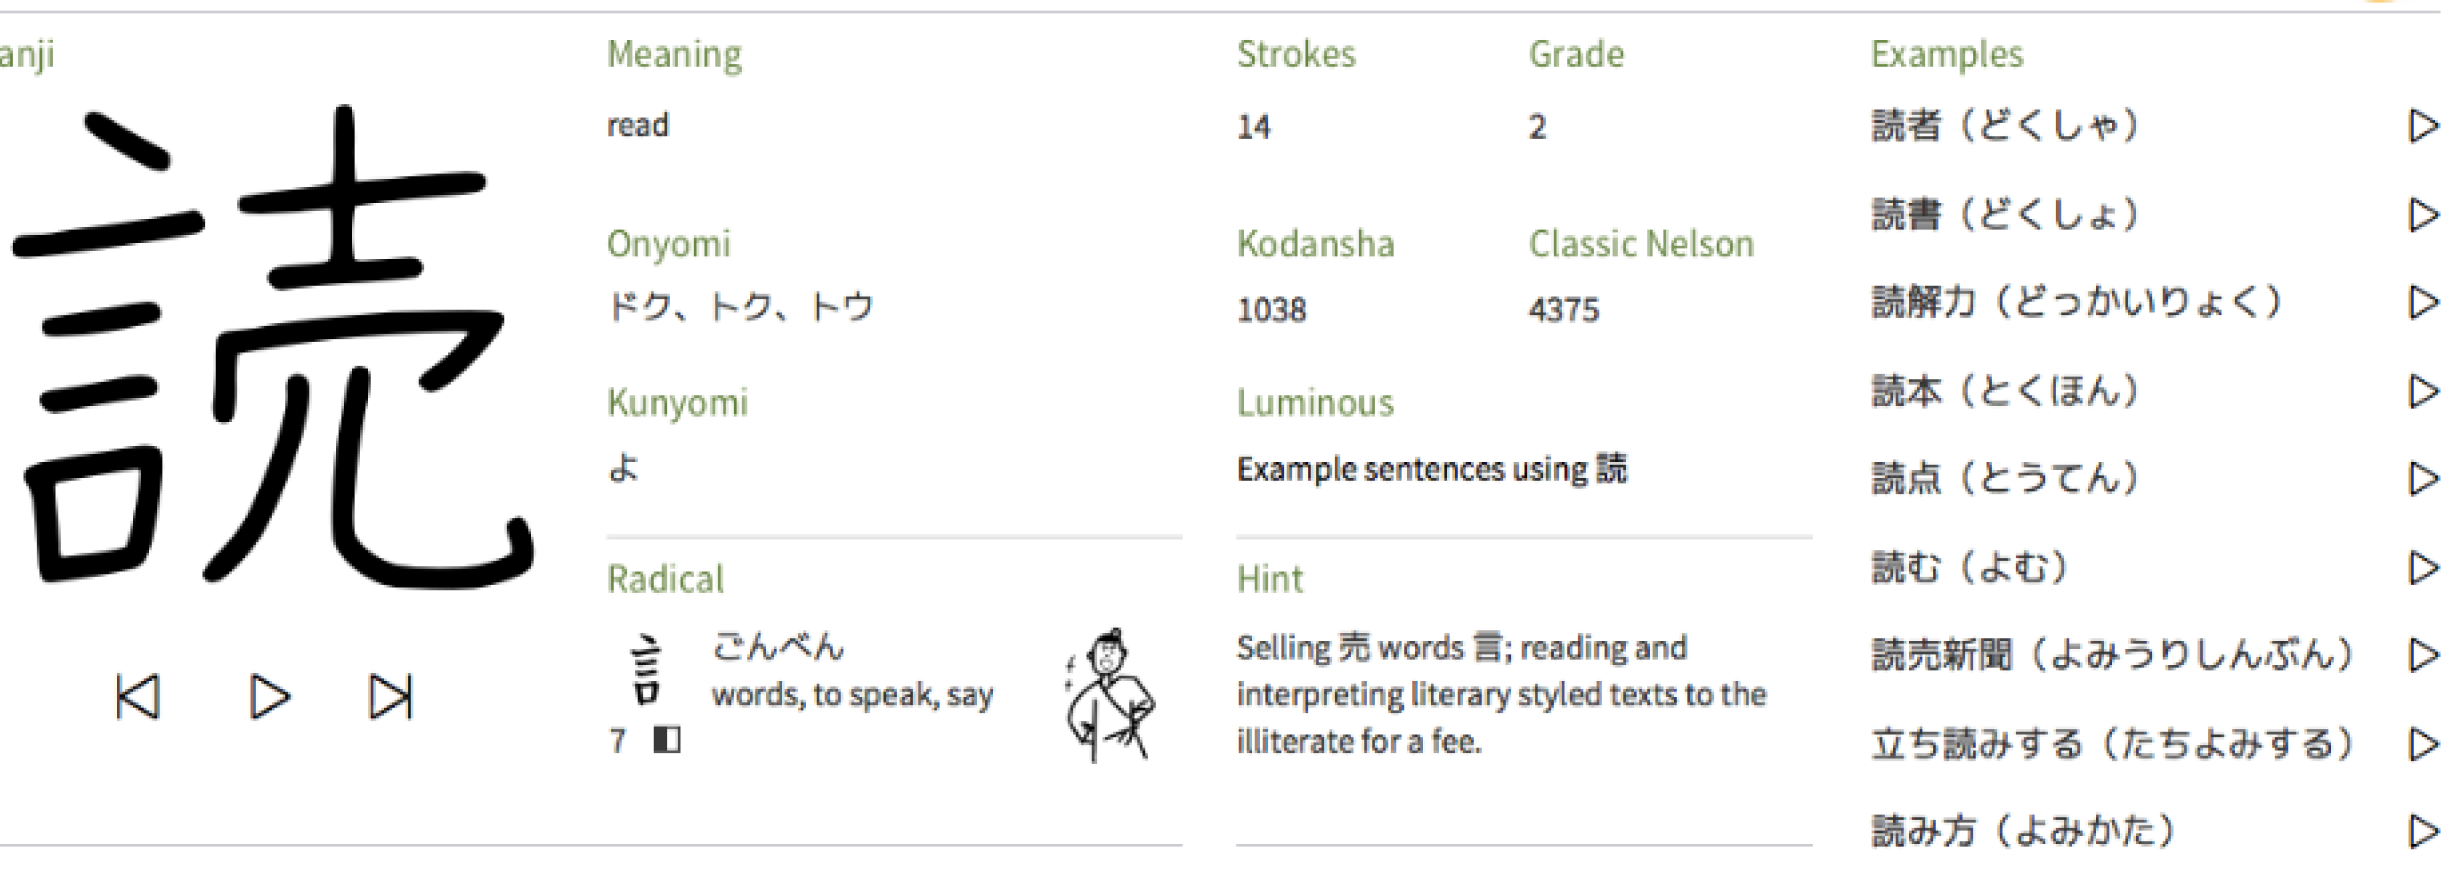 anji
読
Meaning
read
Onyomi
ドク、トク、トウ
Kunyomi
よ
Radical
言
ごんべん
words, to speak, say
7
Strokes
14
Grade
2
Kodansha
1038
Classic Nelson
4375
Luminous
Example sentences using 読
Hint
Selling 売 words 言; reading and
interpreting literary styled texts to the
illiterate for a fee.
Examples
読者（どくしゃ）
読書（どくしょ）
読解力（どっかいりょく）
読本（とくほん）
読点（とうてん）
読む（よむ）
読売新聞（よみうりしんぶん）
立ち読みする（たちよみする）
読み方（よみかた）